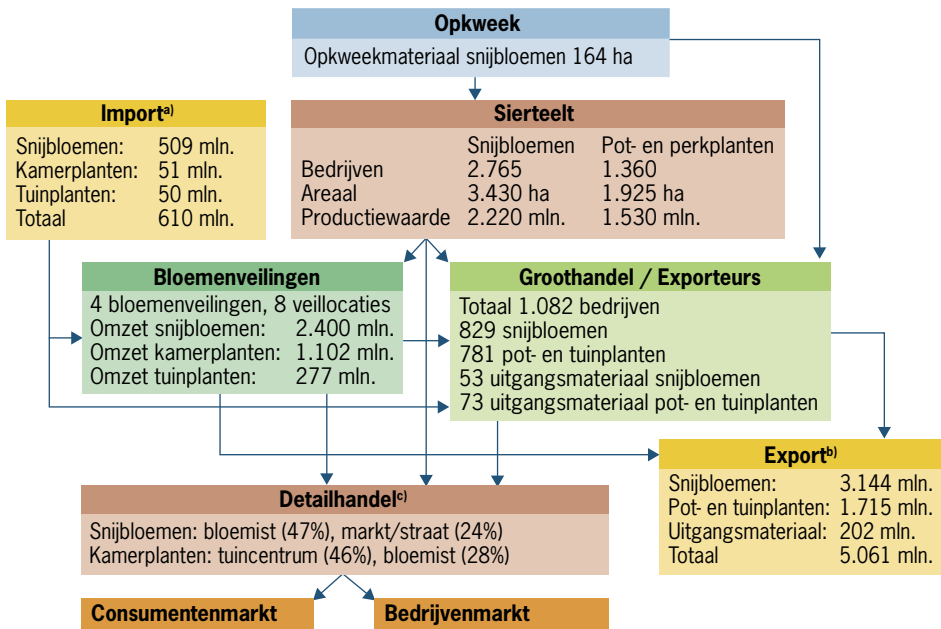 Opkweek
Opkweekmateriaal snijbloemen 164 ha
Importa)
Snijbloemen: 509 mln.
Kamerplanten: 51 mln.
Tuinplanten: 50 mln.
Totaal 610 mln.
Sierteelt
Snijbloemen Pot- en perkplanten
Bedrijven 2.765 1.360
Areaal 3.430 ha 1.925 ha
Productiewaarde 2.220 mln. 1.530 mln.
Bloemenveilingen
4 bloemenveilingen, 8 veillocaties
Omzet snijbloemen: 2.400 mln.
Omzet kamerplanten: 1.102 mln.
Omzet tuinplanten: 277 mln.
Groothandel / Exporteurs
Totaal 1.082 bedrijven
829 snijbloemen
781 pot- en tuinplanten
53 uitgangsmateriaal snijbloemen
73 uitgangsmateriaal pot- en tuinplanten
Exportb)
Snijbloemen: 3.144 mln.
Pot- en tuinplanten: 1.715 mln.
Uitgangsmateriaal: 202 mln.
Totaal 5.061 mln.
Detailhandelc)
Snijbloemen: bloemist (47%), markt/straat (24%)
Kamerplanten: tuincentrum (46%), bloemist (28%)
Consumentenmarkt
Bedrijvenmarkt